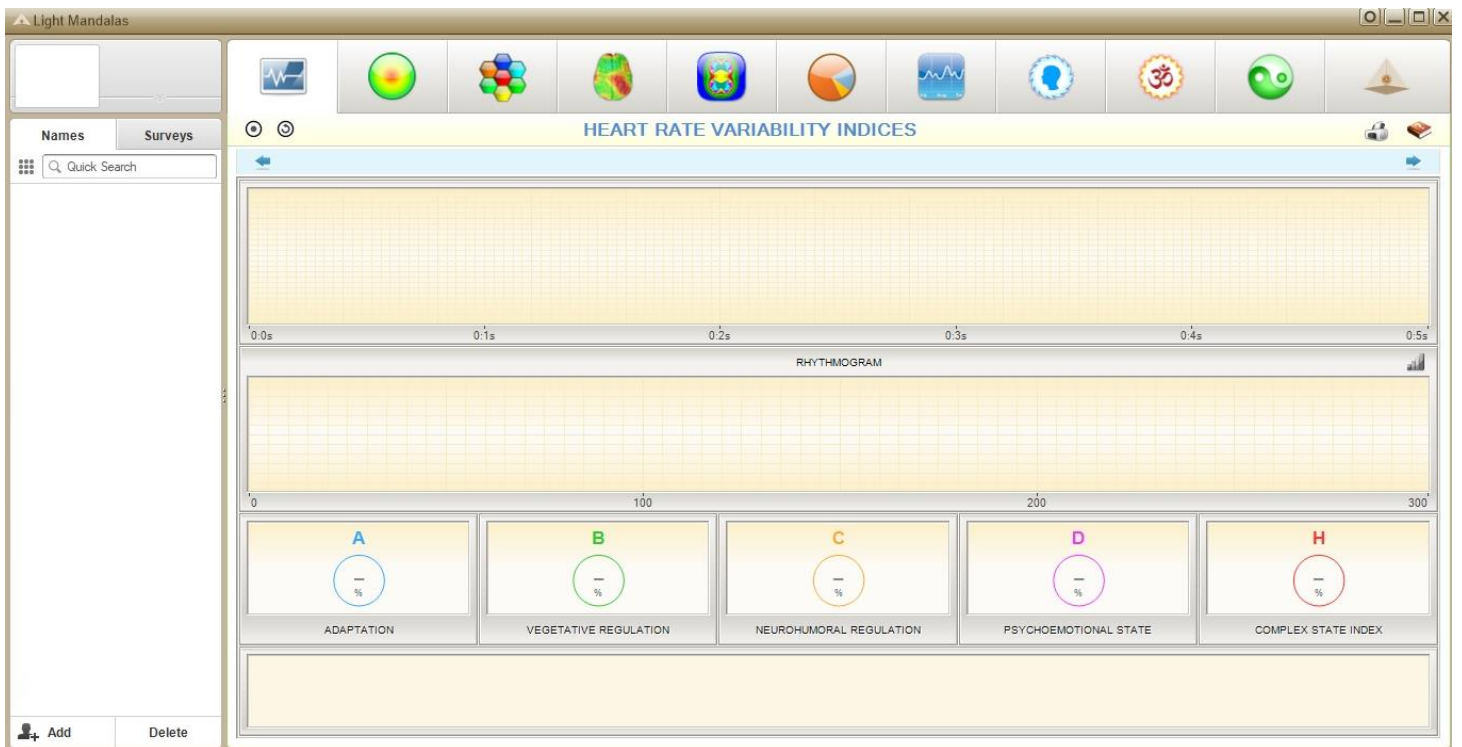 Light Mandalas
ॐ
Names Surveys
HEART RATE VARIABILITY INDICES
Quick Search
0:0s 0:1s 0:2s 0:3s 0:4s 0:5s
RHYTHMOGRAM
0 100 200 300
A B C D H
– – – – –
% % % % %
ADAPTATION VEGETATIVE REGULATION NEUROHUMORAL REGULATION PSYCHOEMOTIONAL STATE COMPLEX STATE INDEX
Add Delete